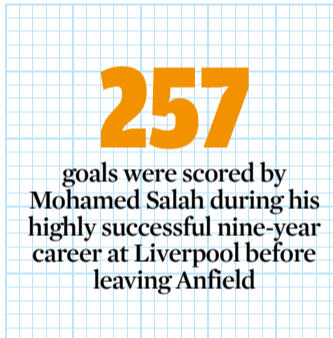 257
goals were scored by
Mohamed Salah during his
highly successful nine-year
career at Liverpool before
leaving Anfield